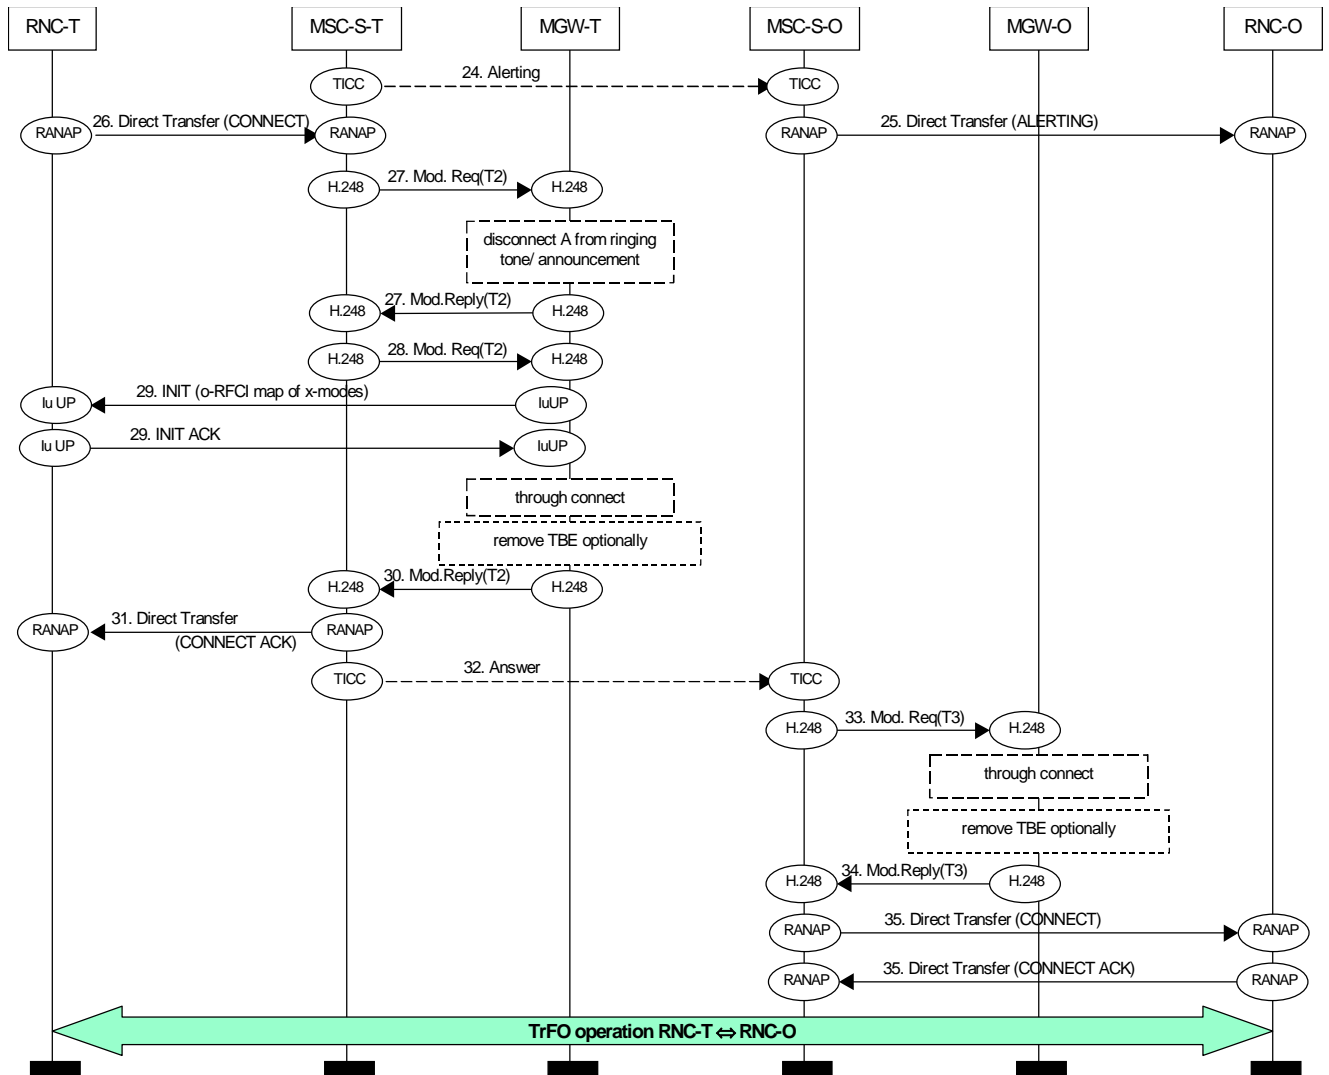 RNC-T
MSC-S-T
MGW-T
MSC-S-O
MGW-O
RNC-O
TICC
24. Alerting
TICC
RANAP
26. Direct Transfer (CONNECT)
RANAP
RANAP
25. Direct Transfer (ALERTING)
RANAP
H.248
27. Mod. Req(T2)
H.248
disconnect A from ringing
tone/ announcement
H.248
27. Mod.Reply(T2)
H.248
H.248
28. Mod. Req(T2)
H.248
Iu UP
29. INIT (o-RFCI map of x-modes)
IuUP
Iu UP
29. INIT ACK
IuUP
through connect
remove TBE optionally
H.248
30. Mod.Reply(T2)
H.248
RANAP
31. Direct Transfer
(CONNECT ACK)
RANAP
TICC
32. Answer
TICC
H.248
33. Mod. Req(T3)
H.248
through connect
remove TBE optionally
H.248
34. Mod.Reply(T3)
H.248
RANAP
35. Direct Transfer (CONNECT)
RANAP
RANAP
35. Direct Transfer (CONNECT ACK)
RANAP
TrFO operation RNC-T ⇔ RNC-O